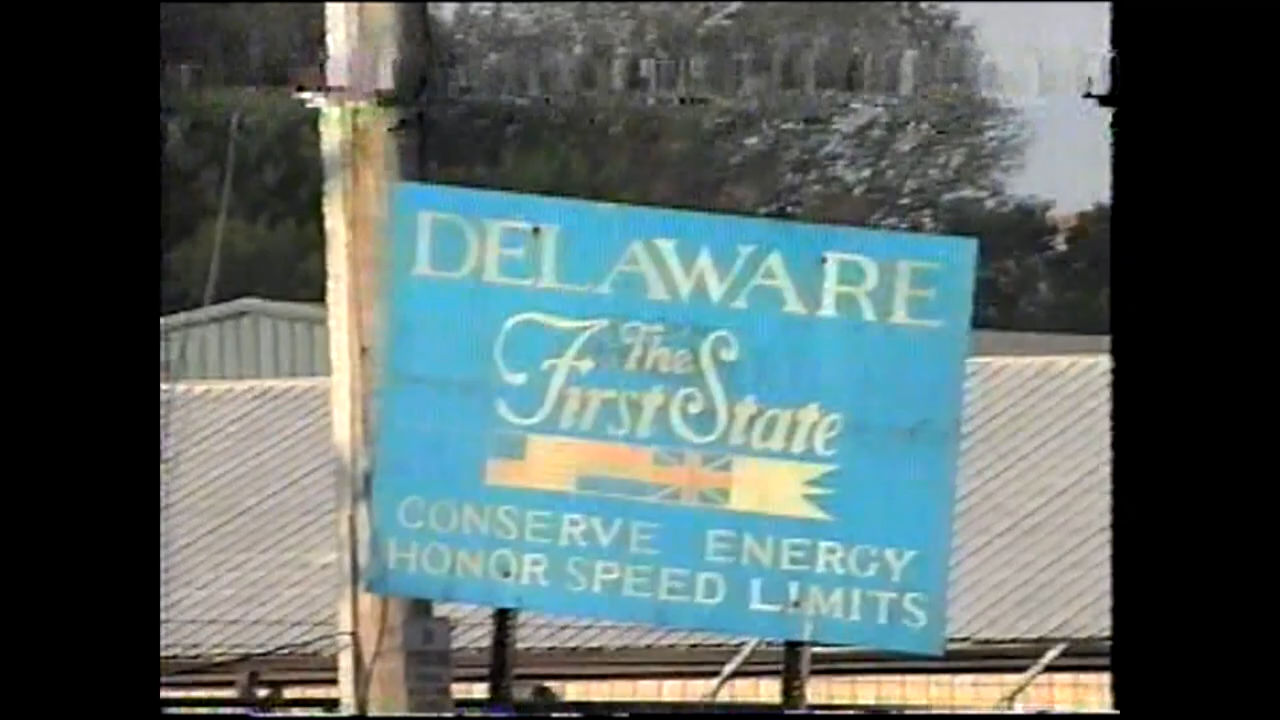 DELAWARE
The
First State
CONSERVE ENERGY
HONOR SPEED LIMITS